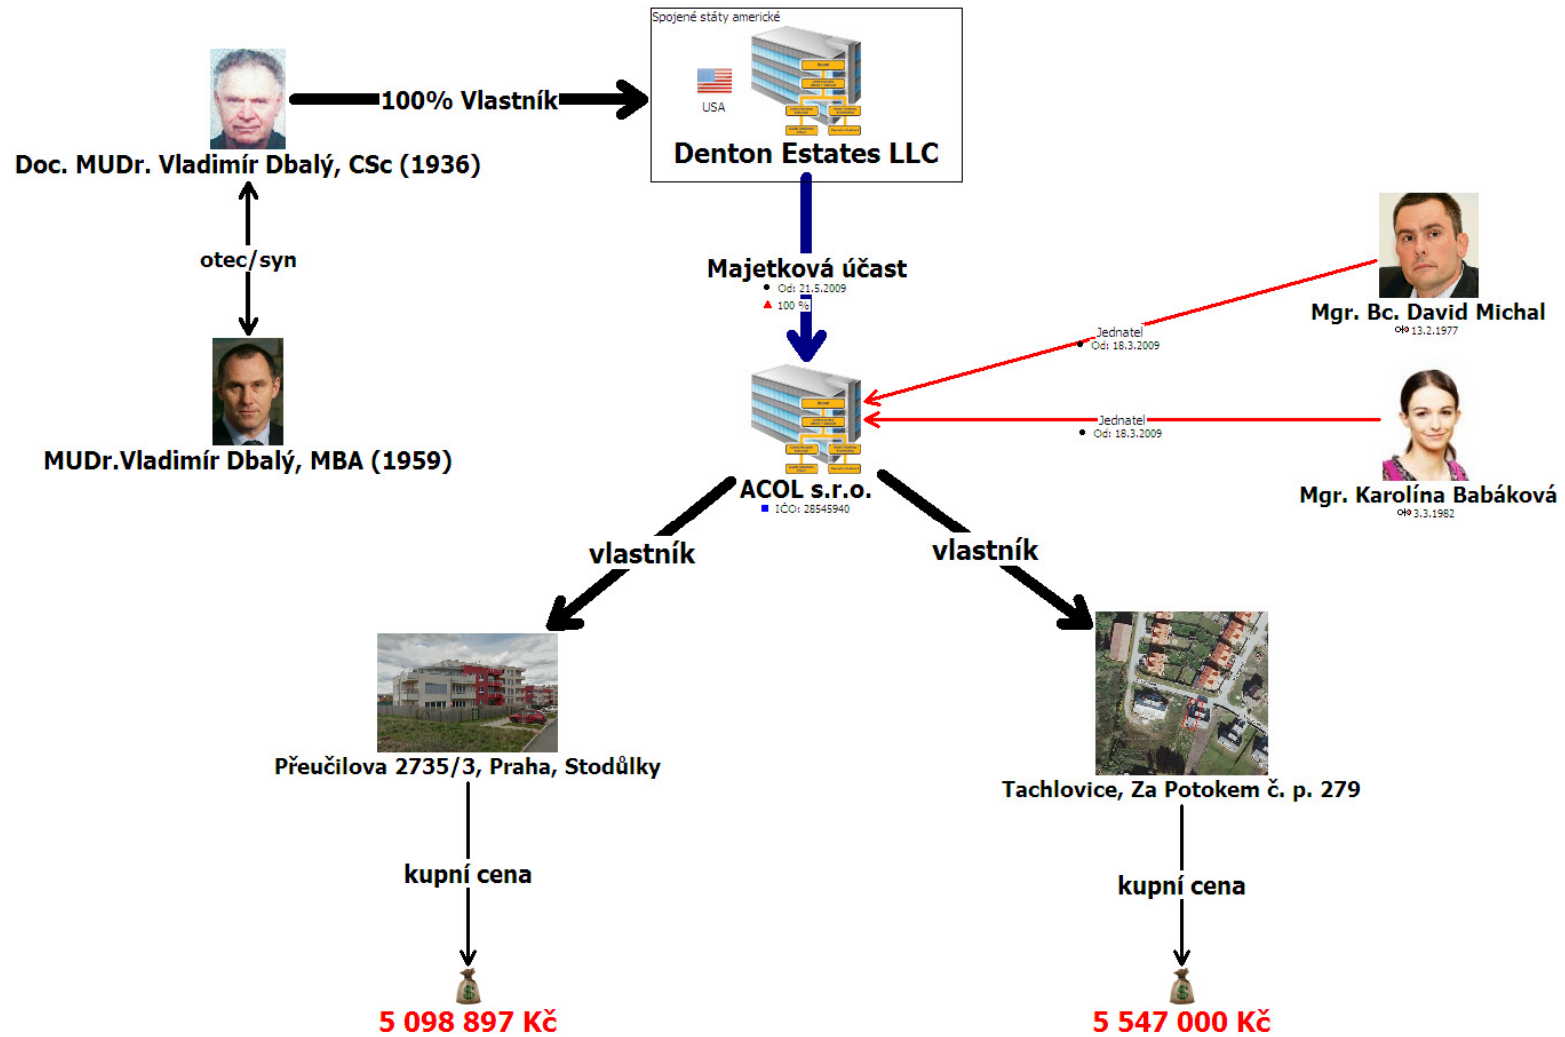 Spojené státy americké
USA
Denton Estates LLC
100% Vlastník
Doc. MUDr. Vladimír Dbalý, CSc (1936)
otec/syn
MUDr.Vladimír Dbalý, MBA (1959)
Majetková účast
Od: 21.5.2009
100 %
Mgr. Bc. David Michal
13.2.1977
Jednatel
Od: 18.3.2009
Jednatel
Od: 18.3.2009
Mgr. Karolína Babáková
3.3.1982
ACOL s.r.o.
IČO: 28545940
vlastník
vlastník
Přeučilova 2735/3, Praha, Stodůlky
Tachlovice, Za Potokem č. p. 279
kupní cena
kupní cena
5 098 897 Kč
5 547 000 Kč